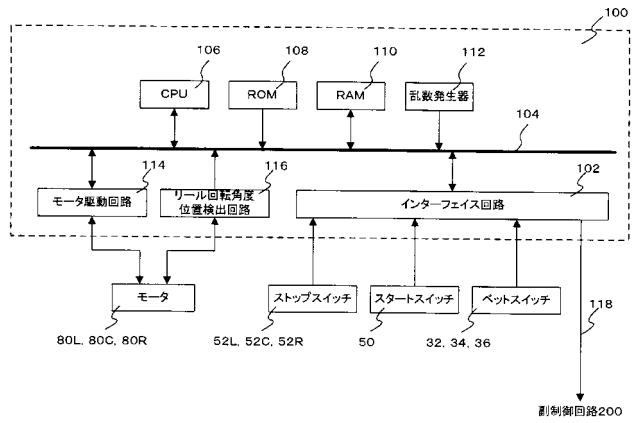 100
106
108
110
112
CPU
ROM
RAM
乱数発生器
104
114
116
102
モータ駆動回路
リール回転角度
位置検出回路
インターフェイス回路
モータ
ストップスイッチ
スタートスイッチ
ベットスイッチ
118
80L, 80C, 80R
52L, 52C, 52R
50
32, 34, 36
副制御回路200